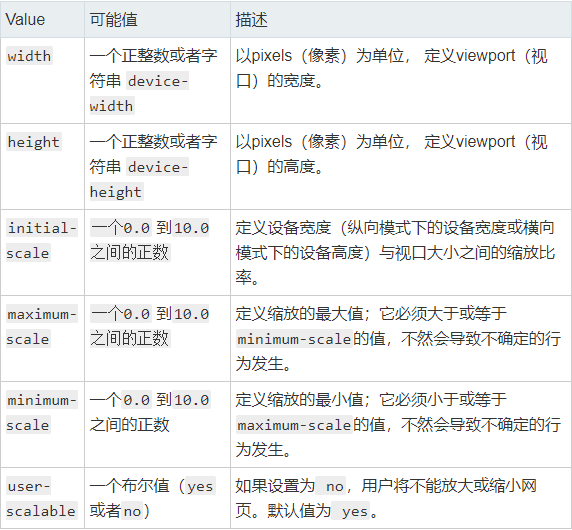 Value 可能值 描述
width 一个正整数或者字 以pixels（像素）为单位， 定义viewport（视
符串 device- 口）的宽度。
width
height 一个正整数或者字 以pixels（像素）为单位， 定义viewport（视
符串 device- 口）的高度。
height
initial- 一个0.0 到10.0 定义设备宽度（纵向模式下的设备宽度或横向
scale 之间的正数 模式下的设备高度）与视口大小之间的缩放比
率。
maximum- 一个0.0 到10.0 定义缩放的最大值；它必须大于或等于
scale 之间的正数 minimum-scale的值，不然会导致不确定的行
为发生。
minimum- 一个0.0 到10.0 定义缩放的最小值；它必须小于或等于
scale 之间的正数 maximum-scale的值，不然会导致不确定的行
为发生。
user- 一个布尔值（yes 如果设置为 no，用户将不能放大或缩小网
scalable 或者no） 页。默认值为 yes。